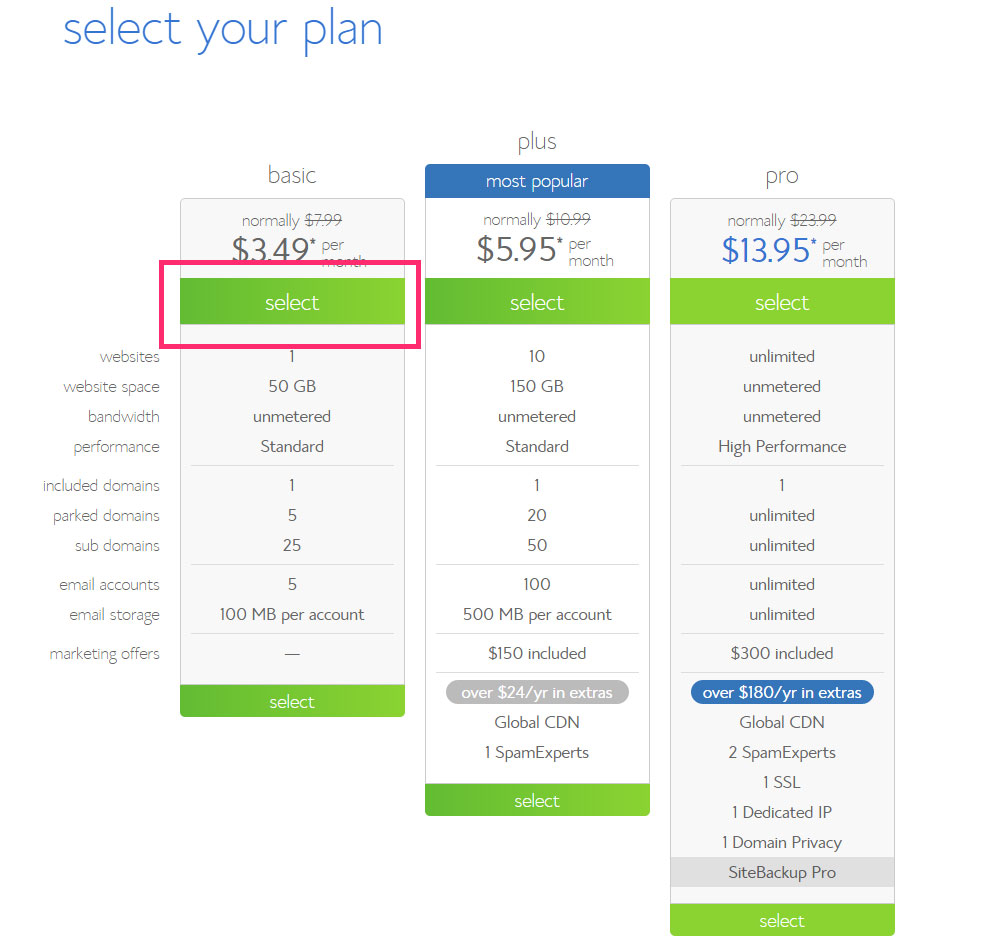 select your plan
plus
basic
most popular
pro
normally $7.99
$3.49* per month
normally $10.99
$5.95* per month
normally $23.99
$13.95* per month
select select select
websites 1 10 unlimited
website space 50 GB 150 GB unmetered
bandwidth unmetered unmetered unmetered
performance Standard Standard High Performance
included domains 1 1 1
parked domains 5 20 unlimited
sub domains 25 50 unlimited
email accounts 5 100 unlimited
email storage 100 MB per account 500 MB per account unlimited
marketing offers — $150 included $300 included
over $24/yr in extras over $180/yr in extras
select Global CDN Global CDN
1 SpamExperts 2 SpamExperts
1 SSL
select 1 Dedicated IP
1 Domain Privacy
SiteBackup Pro
select